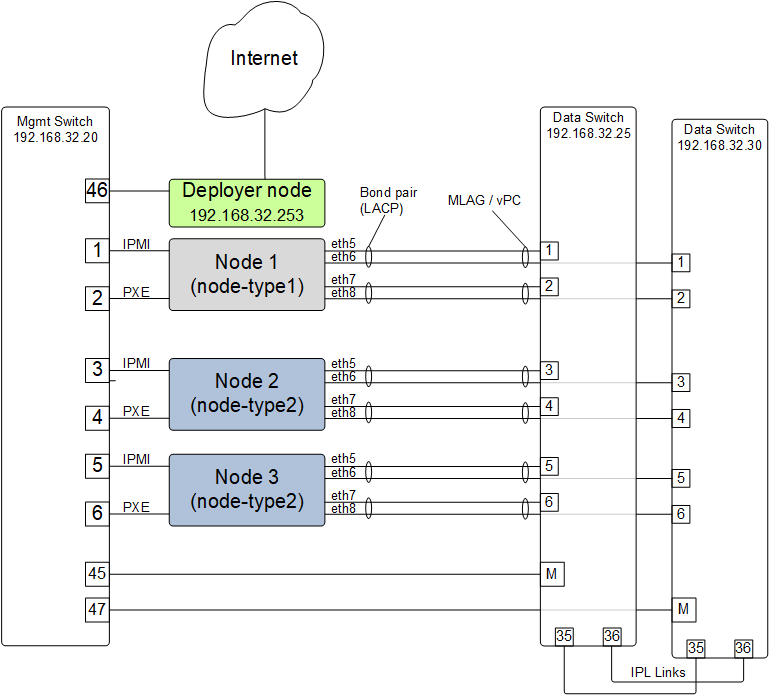 Internet
Mgmt Switch
192.168.32.20
Data Switch
192.168.32.25
Data Switch
192.168.32.30
46
Deployer node
192.168.32.253
Bond pair
(LACP)
MLAG / vPC
1
IPMI
Node 1
(node-type1)
eth5
eth6
1
1
2
PXE
eth7
eth8
2
2
3
IPMI
Node 2
(node-type2)
eth5
eth6
3
3
4
PXE
eth7
eth8
4
4
5
IPMI
Node 3
(node-type2)
eth5
eth6
5
5
6
PXE
eth7
eth8
6
6
45
M
47
M
35
36
35
36
IPL Links